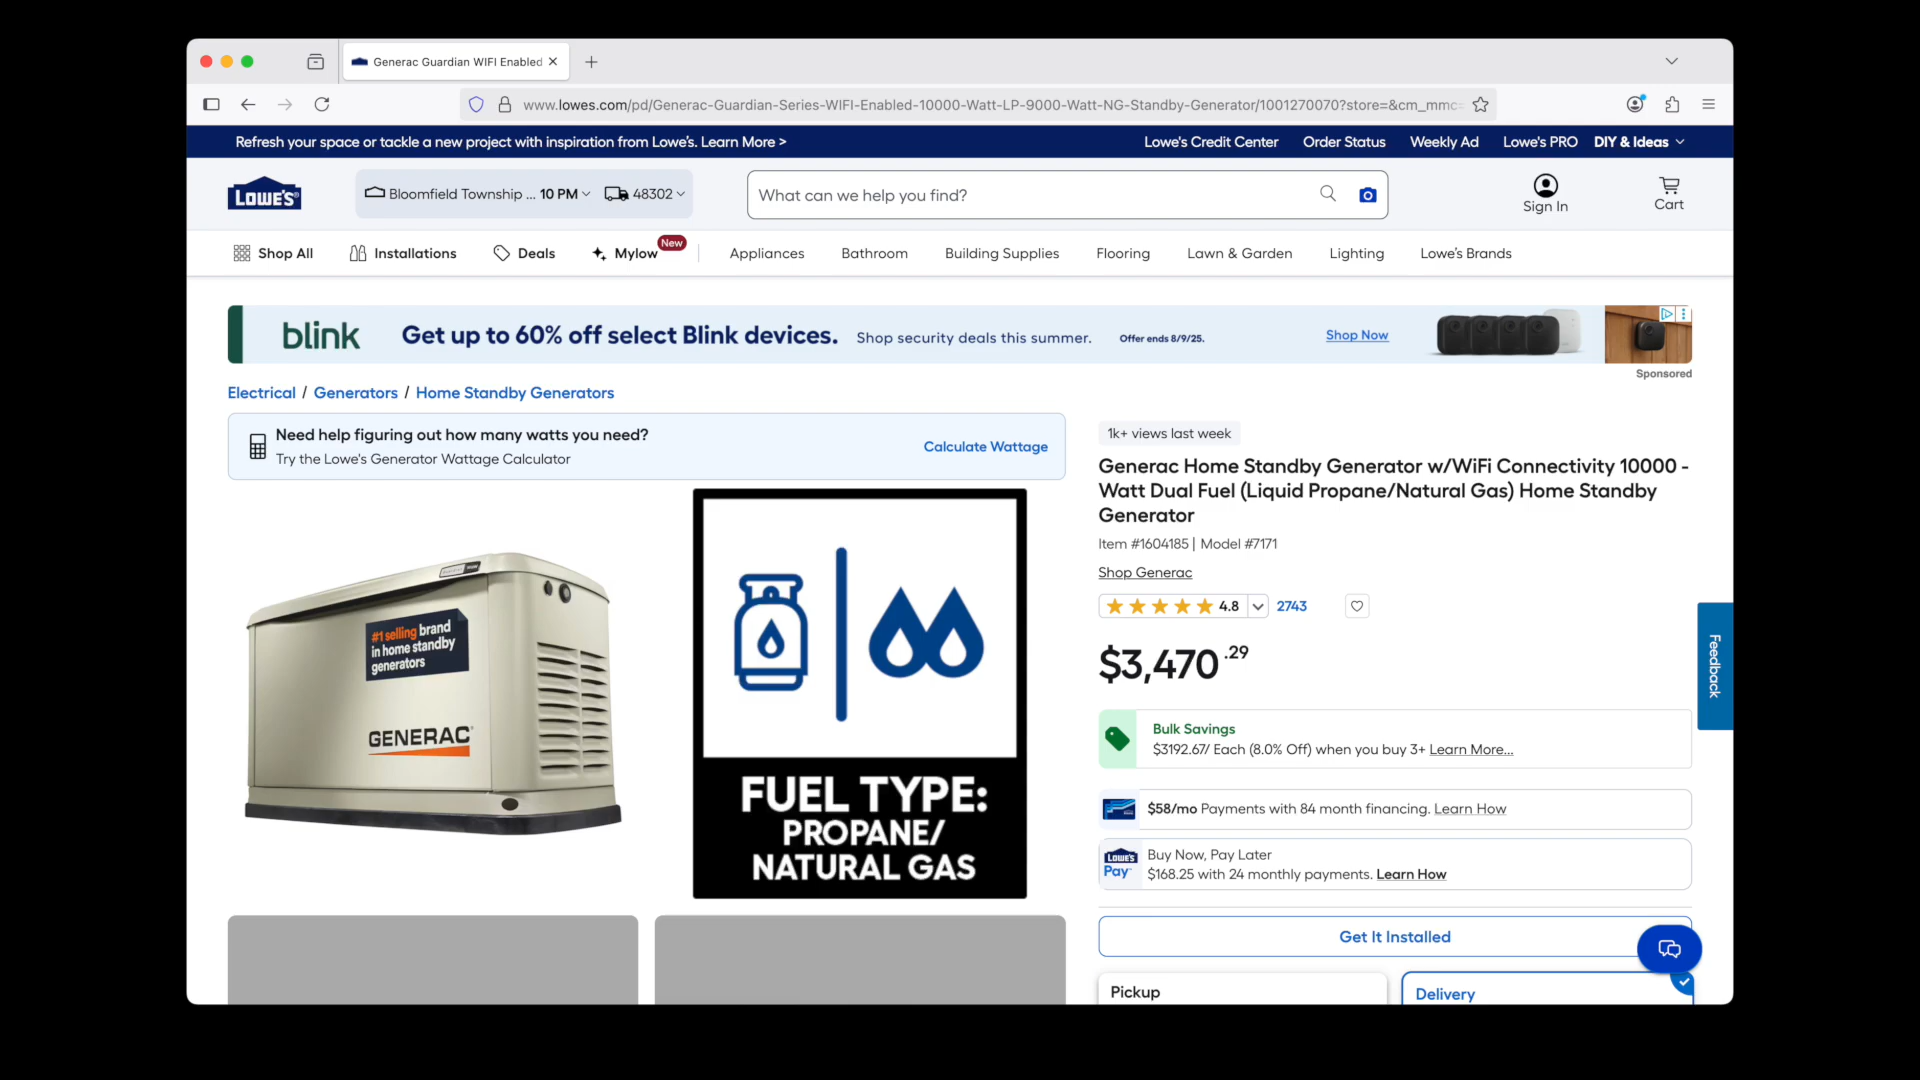 Generac Guardian WIFI Enabled
www.lowes.com/pd/Generac-Guardian-Series-WIFI-Enabled-10000-Watt-LP-9000-Watt-NG-Standby-Generator/1001270070?store=&cm_mmc=
Refresh your space or tackle a new project with inspiration from Lowe's. Learn More >
Lowe's Credit Center Order Status Weekly Ad Lowe's PRO DIY & Ideas
LOWE'S
Bloomfield Township ... 10 PM 48302
What can we help you find?
Sign In
Cart
Shop All Installations Deals Mylow New Appliances Bathroom Building Supplies Flooring Lawn & Garden Lighting Lowe's Brands
blink Get up to 60% off select Blink devices. Shop security deals this summer. Offer ends 8/9/25. Shop Now
Sponsored
Electrical / Generators / Home Standby Generators
Need help figuring out how many watts you need?
Try the Lowe's Generator Wattage Calculator
Calculate Wattage
#1 selling brand
in home standby
generators
GENERAC
FUEL TYPE:
PROPANE/
NATURAL GAS
1k+ views last week
Generac Home Standby Generator w/WiFi Connectivity 10000 -
Watt Dual Fuel (Liquid Propane/Natural Gas) Home Standby
Generator
Item #1604185 | Model #7171
Shop Generac
4.8 2743
$3,470.29
Bulk Savings
$3192.67/ Each (8.0% Off) when you buy 3+ Learn More...
$58/mo Payments with 84 month financing. Learn How
LOWE'S
Pay
Buy Now, Pay Later
$168.25 with 24 monthly payments. Learn How
Get It Installed
Pickup
Delivery
Feedback